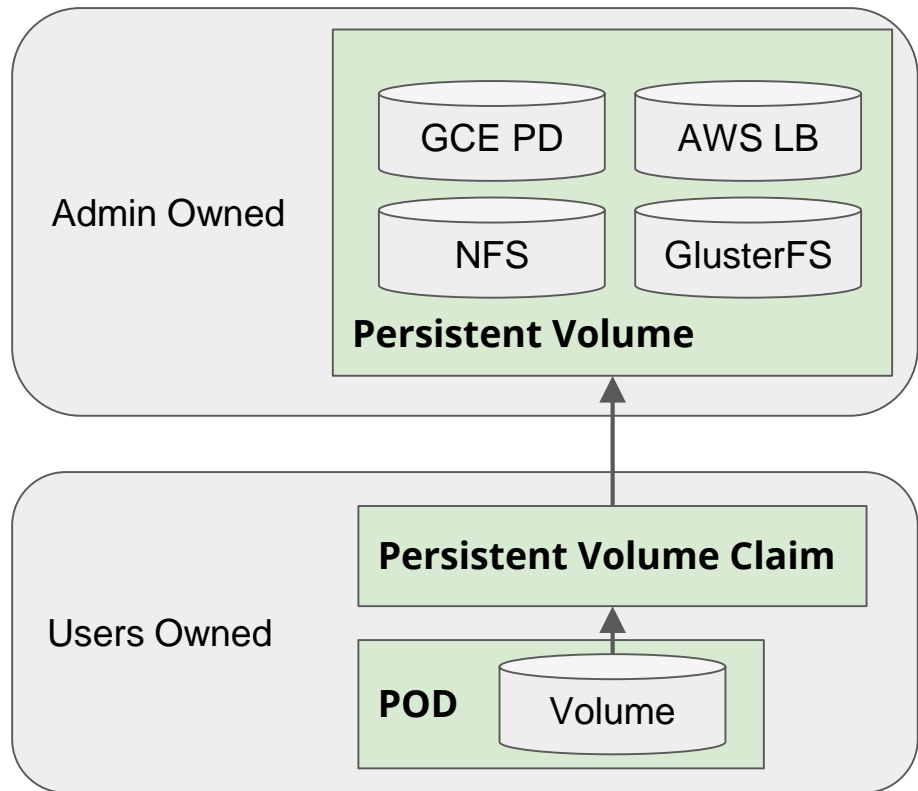 GCE PD
AWS LB
Admin Owned
NFS
GlusterFS
Persistent Volume
Persistent Volume Claim
Users Owned
POD
Volume